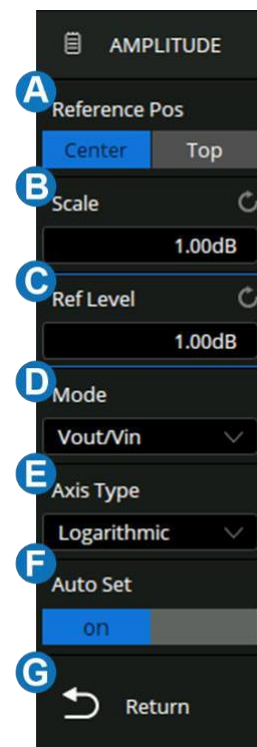 AMPLITUDE
A
Reference Pos
Center Top
B
Scale
1.00dB
C
Ref Level
1.00dB
D
Mode
Vout/Vin
E
Axis Type
Logarithmic
F
Auto Set
on
G
Return